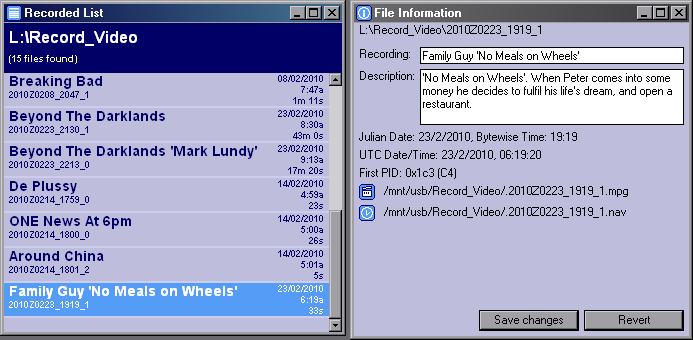 Recorded List
L:\Record_Video
(15 files found)
Breaking Bad
2010Z0208_2047_1
08/02/2010
7:47a
1m 11s
Beyond The Darklands
2010Z0223_2130_1
23/02/2010
8:30a
43m 0s
Beyond The Darklands 'Mark Lundy'
2010Z0223_2213_0
23/02/2010
9:13a
17m 20s
De Plussy
2010Z0214_1759_0
14/02/2010
4:59a
23s
ONE News At 6pm
2010Z0214_1800_0
14/02/2010
5:00a
26s
Around China
2010Z0214_1801_2
14/02/2010
5:01a
5s
Family Guy 'No Meals on Wheels'
2010Z0223_1919_1
23/02/2010
6:19a
33s
File Information
L:\Record_Video\2010Z0223_1919_1
Recording: Family Guy 'No Meals on Wheels'
Description: 'No Meals on Wheels'. When Peter comes into some
money he decides to fulfil his life's dream, and open a
restaurant.
Julian Date: 23/2/2010, Bytewise Time: 19:19
UTC Date/Time: 23/2/2010, 06:19:20
First PID: 0x1c3 (C4)
/mnt/usb/Record_Video/.2010Z0223_1919_1.mpg
/mnt/usb/Record_Video/.2010Z0223_1919_1.nav
Save changes
Revert